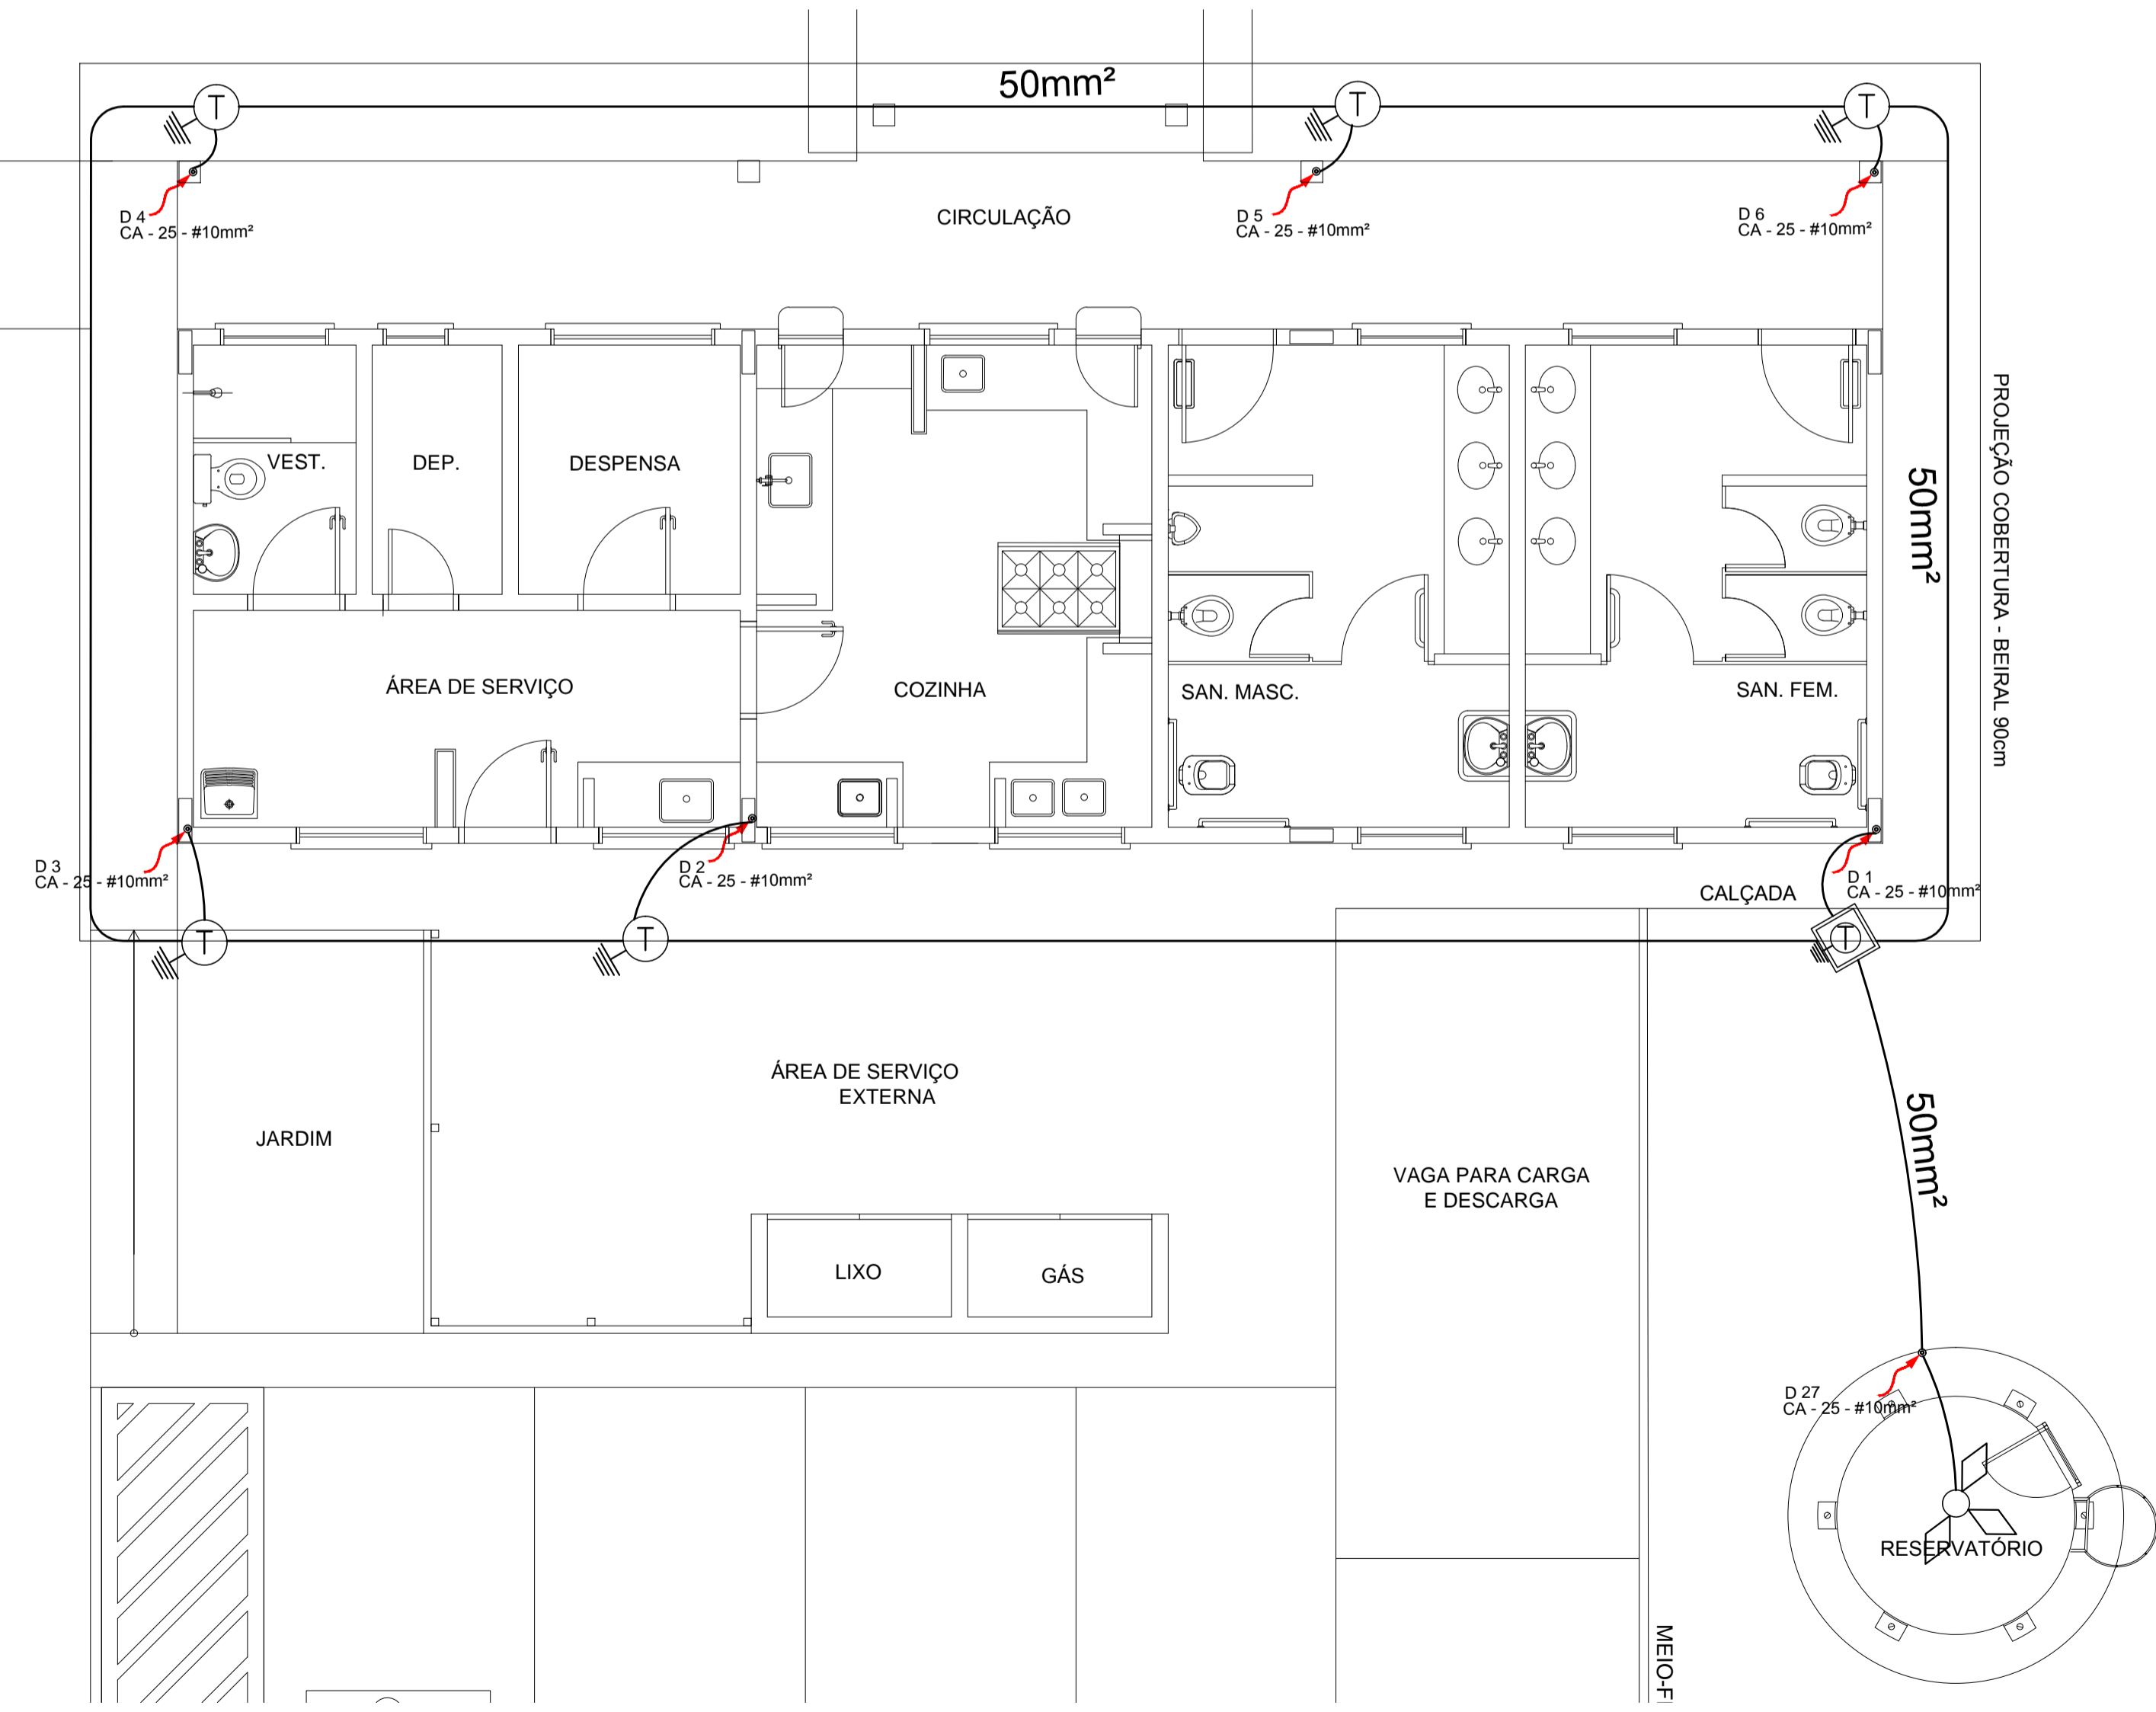 50mm²
T
T
T
D 4
CA - 25 - #10mm²
CIRCULAÇÃO
D 5
CA - 25 - #10mm²
D 6
CA - 25 - #10mm²
PROJEÇÃO COBERTURA - BEIRAL 90cm
VEST.
DEP.
DESPENSA
50mm²
ÁREA DE SERVIÇO
COZINHA
SAN. MASC.
SAN. FEM.
D 3
CA - 25 - #10mm²
D 2
CA - 25 - #10mm²
D 1
CA - 25 - #10mm²
CALÇADA
T
T
T
ÁREA DE SERVIÇO
EXTERNA
JARDIM
50mm²
VAGA PARA CARGA
E DESCARGA
LIXO
GÁS
D 27
CA - 25 - #10mm²
RESERVATÓRIO
MEIO-F